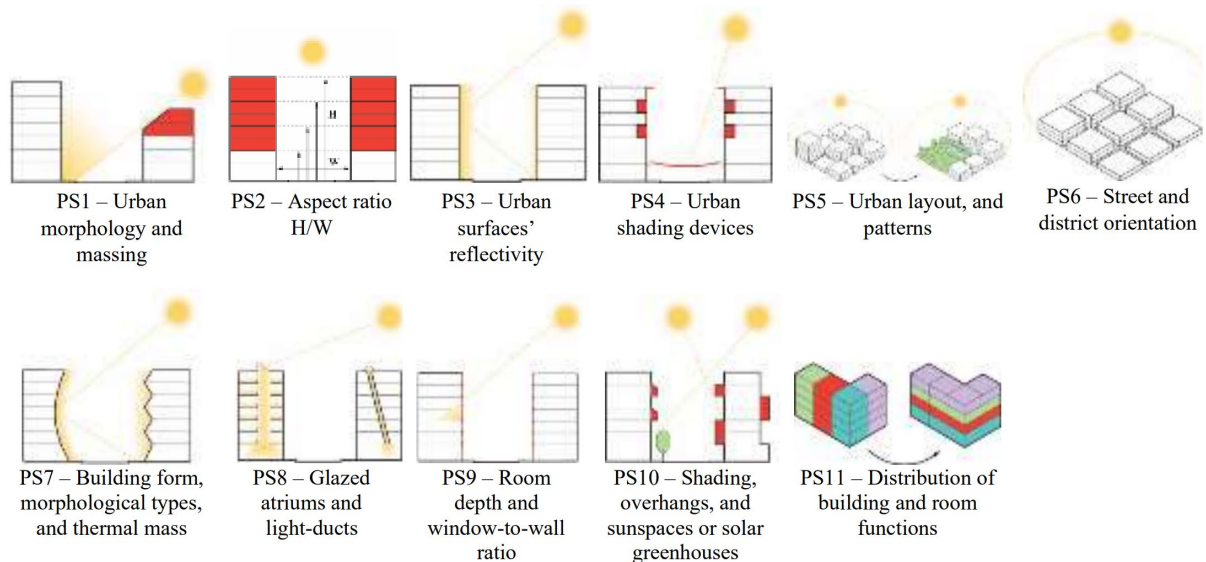 H
W
PS1 – Urban
morphology and
massing
PS2 – Aspect ratio
H/W
PS3 – Urban
surfaces’
reflectivity
PS4 – Urban
shading devices
PS5 – Urban layout, and
patterns
PS6 – Street and
district orientation
PS7 – Building form,
morphological types,
and thermal mass
PS8 – Glazed
atriums and
light-ducts
PS9 – Room
depth and
window-to-wall
ratio
PS10 – Shading,
overhangs, and
sunspaces or solar
greenhouses
PS11 – Distribution of
building and room
functions